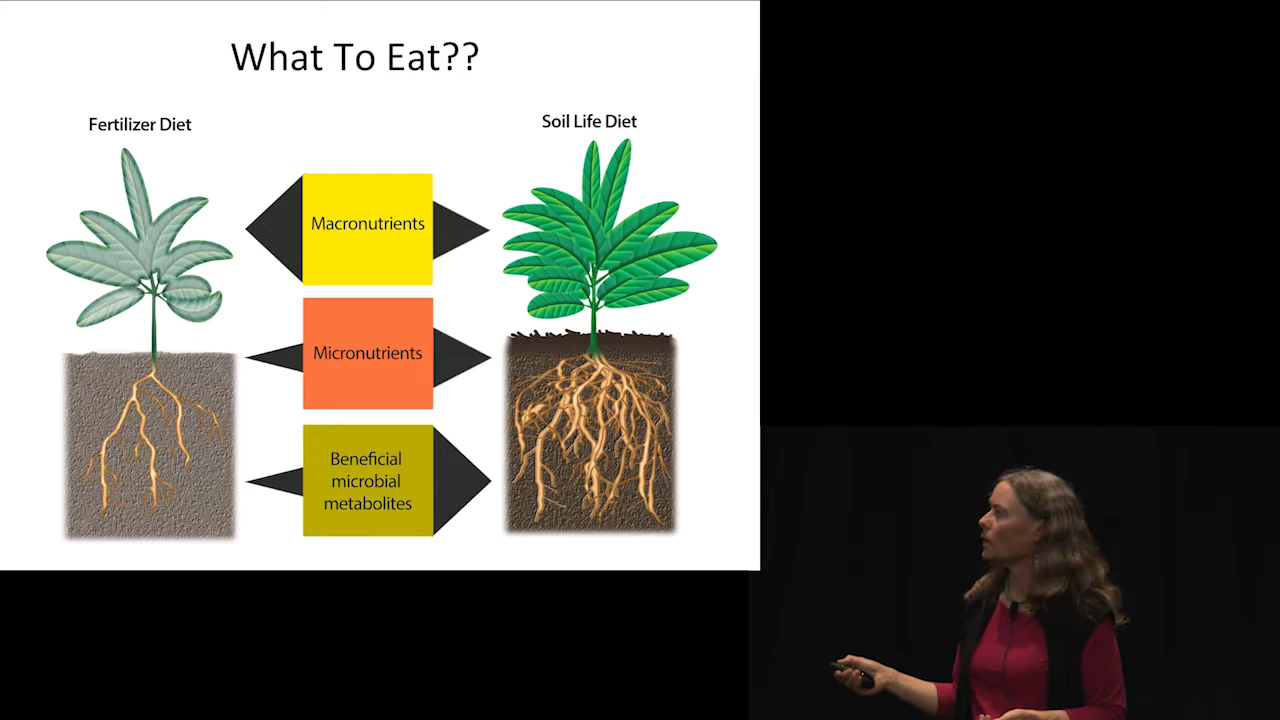 What To Eat??
Fertilizer Diet
Soil Life Diet
Macronutrients
Micronutrients
Beneficial
microbial
metabolites